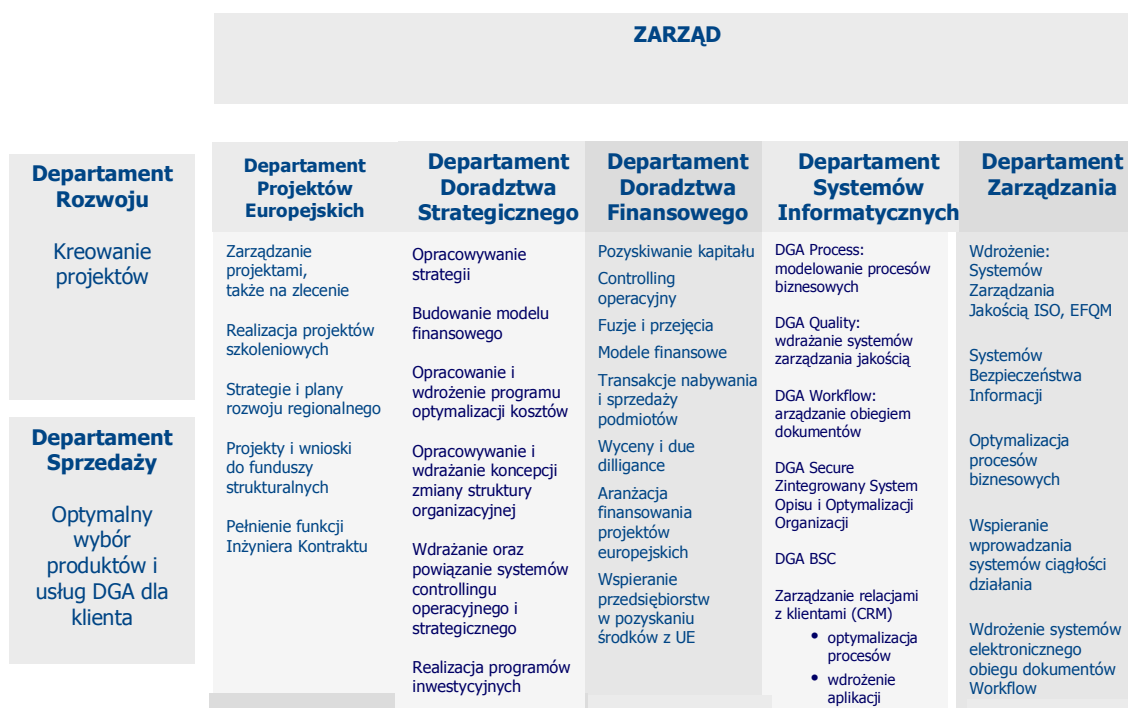 ZARZĄD
Departament
Rozwoju
Kreowanie
projektów
Departament
Sprzedaży
Optymalny
wybór
produktów i
usług DGA dla
klienta
Departament
Projektów
Europejskich
Zarządzanie
projektami,
także na zlecenie
Realizacja projektów
szkoleniowych
Strategie i plany
rozwoju regionalnego
Projekty i wnioski
do funduszy
strukturalnych
Pełnienie funkcji
Inżyniera Kontraktu
Departament
Doradztwa
Strategicznego
Opracowywanie
strategii
Budowanie modelu
finansowego
Opracowanie i
wdrożenie programu
optymalizacji kosztów
Opracowywanie i
wdrażanie koncepcji
zmiany struktury
organizacyjnej
Wdrażanie oraz
powiązanie systemów
controllingu
operacyjnego i
strategicznego
Realizacja programów
inwestycyjnych
Departament
Doradztwa
Finansowego
Pozyskiwanie kapitału
Controlling
operacyjny
Fuzje i przejęcia
Modele finansowe
Transakcje nabywania
i sprzedaży
podmiotów
Wyceny i due
dilligance
Aranżacja
finansowania
projektów
europejskich
Wspieranie
przedsiębiorstw
w pozyskaniu
środków z UE
Departament
Systemów
Informatycznych
DGA Process:
modelowanie procesów
biznesowych
DGA Quality:
wdrażanie systemów
zarządzania jakością
DGA Workflow:
arządzanie obiegiem
dokumentów
DGA Secure
Zintegrowany System
Opisu i Optymalizacji
Organizacji
DGA BSC
Zarządzanie relacjami
z klientami (CRM)
• optymalizacja
procesów
• wdrożenie
aplikacji
Departament
Zarządzania
Wdrożenie:
Systemów
Zarządzania
Jakością ISO, EFQM
Systemów
Bezpieczeństwa
Informacji
Optymalizacja
procesów
biznesowych
Wspieranie
wprowadzania
systemów ciągłości
działania
Wdrożenie systemów
elektronicznego
obiegu dokumentów
Workflow